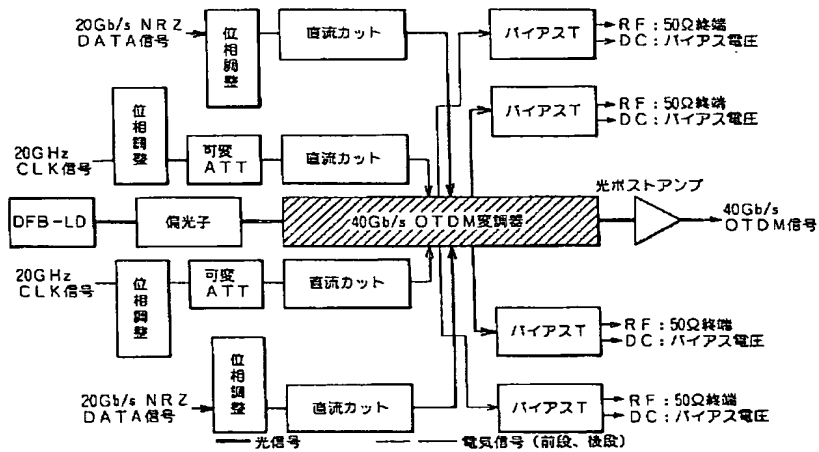 20Gb/s NRZ
DATA信号
位相調整
直流カット
バイアスT
RF:50Ω終端
DC:バイアス電圧
バイアスT
RF:50Ω終端
DC:バイアス電圧
20GHz
CLK信号
位相調整
可変
ATT
直流カット
DFB-LD
偏光子
40Gb/s OTDM変調器
光ポストアンプ
40Gb/s
OTDM信号
20GHz
CLK信号
位相調整
可変
ATT
直流カット
バイアスT
RF:50Ω終端
DC:バイアス電圧
20Gb/s NRZ
DATA信号
位相調整
直流カット
バイアスT
RF:50Ω終端
DC:バイアス電圧
光信号
電気信号(前段、後段)